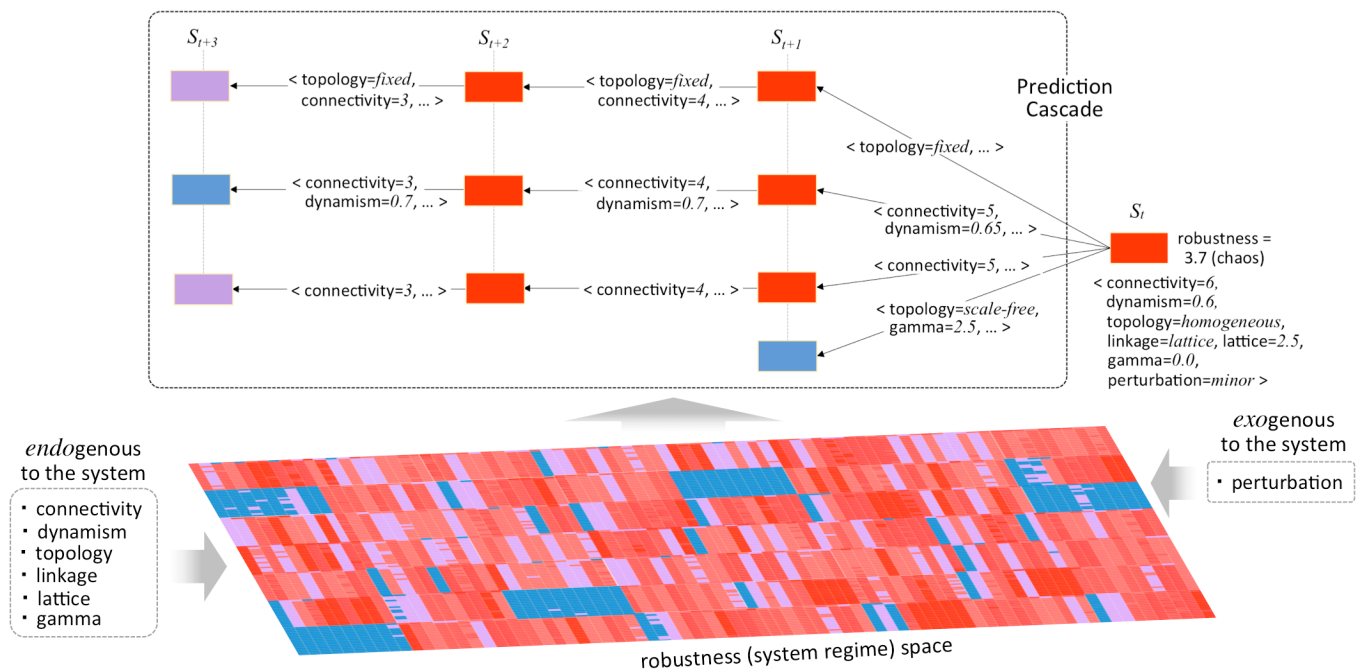 S t+3
S t+2
S t+1
< topology=fixed,
connectivity=3, ... >
< topology=fixed,
connectivity=4, ... >
Prediction
Cascade
< topology=fixed, ... >
< connectivity=3,
dynamism=0.7, ... >
< connectivity=4,
dynamism=0.7, ... >
< connectivity=5,
dynamism=0.65, ... >
S t
robustness =
3.7 (chaos)
< connectivity=3, ... >
< connectivity=4, ... >
< connectivity=5, ... >
< topology=scale-free,
gamma=2.5, ... >
< connectivity=6,
dynamism=0.6,
topology=homogeneous,
linkage=lattice, lattice=2.5,
gamma=0.0,
perturbation=minor >
endogenous
to the system
· connectivity
· dynamism
· topology
· linkage
· lattice
· gamma
exogenous
to the system
· perturbation
robustness (system regime) space